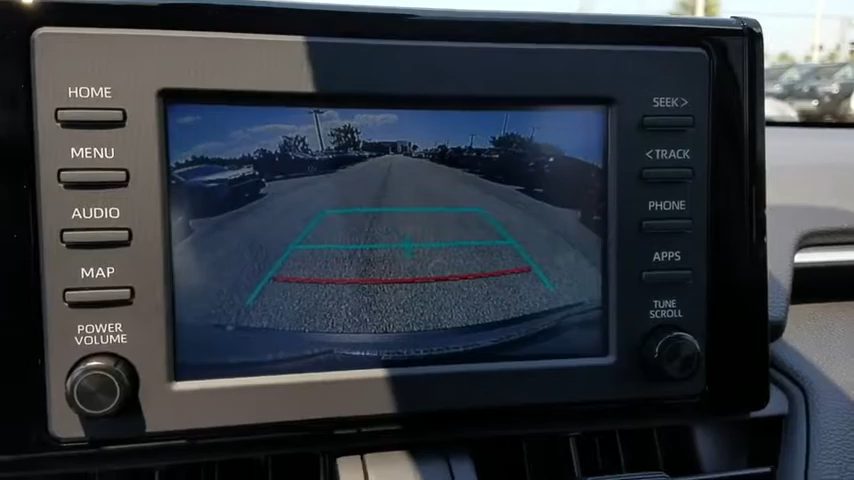 HOME
MENU
AUDIO
MAP
POWER
VOLUME
SEEK>
<TRACK
PHONE
APPS
TUNE
SCROLL